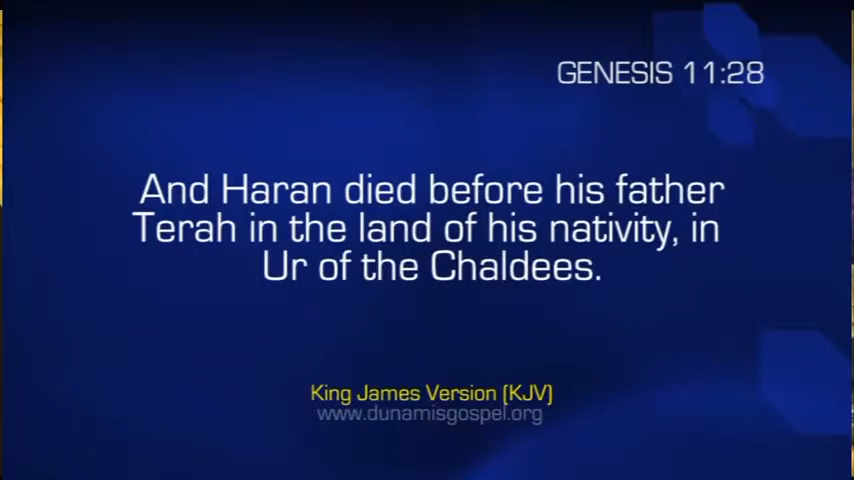 GENESIS 11:28
And Haran died before his father
Terah in the land of his nativity, in
Ur of the Chaldees.
King James Version (KJV)
www.dunamisgospel.org